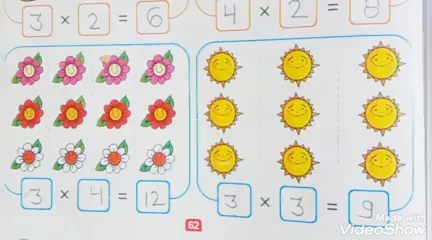 3 × 2 = 6
4 × 2 = 8
3 × 4 = 12
3 × 3 = 9
62
Made with
VideoShow